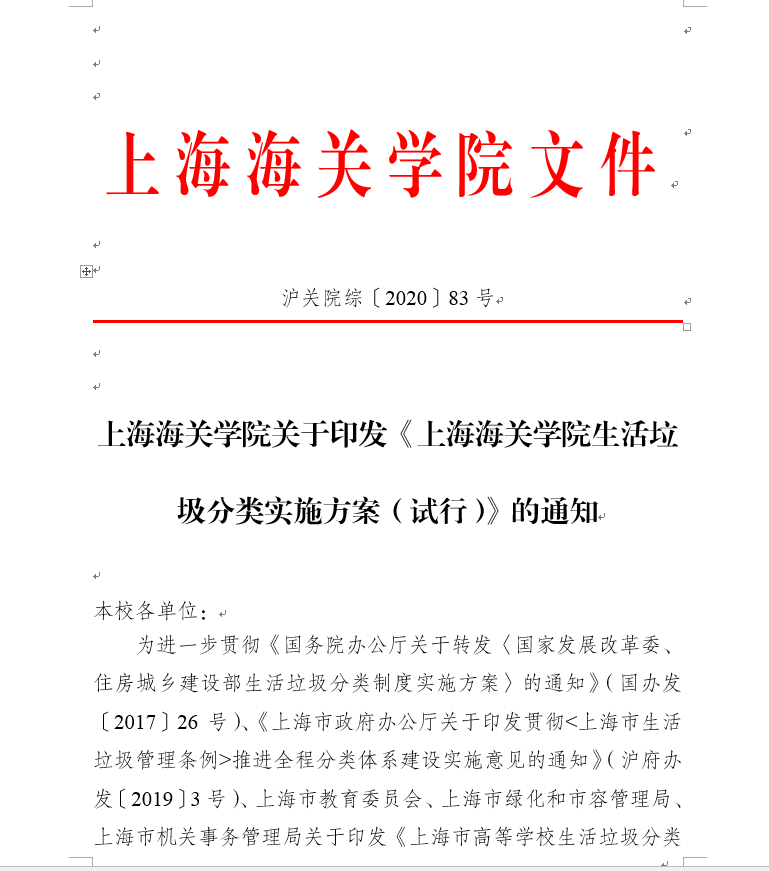 上海海关学院文件
沪关院综〔2020〕83 号
上海海关学院关于印发《上海海关学院生活垃
圾分类实施方案（试行）》的通知
本校各单位：
为进一步贯彻《国务院办公厅关于转发〈国家发展改革委、
住房城乡建设部生活垃圾分类制度实施方案〉的通知》（国办发
〔2017〕26 号）、《上海市政府办公厅关于印发贯彻<上海市生活
垃圾管理条例>推进全程分类体系建设实施意见的通知》（沪府办
发〔2019〕3 号）、上海市教育委员会、上海市绿化和市容管理局、
上海市机关事务管理局关于印发《上海市高等学校生活垃圾分类